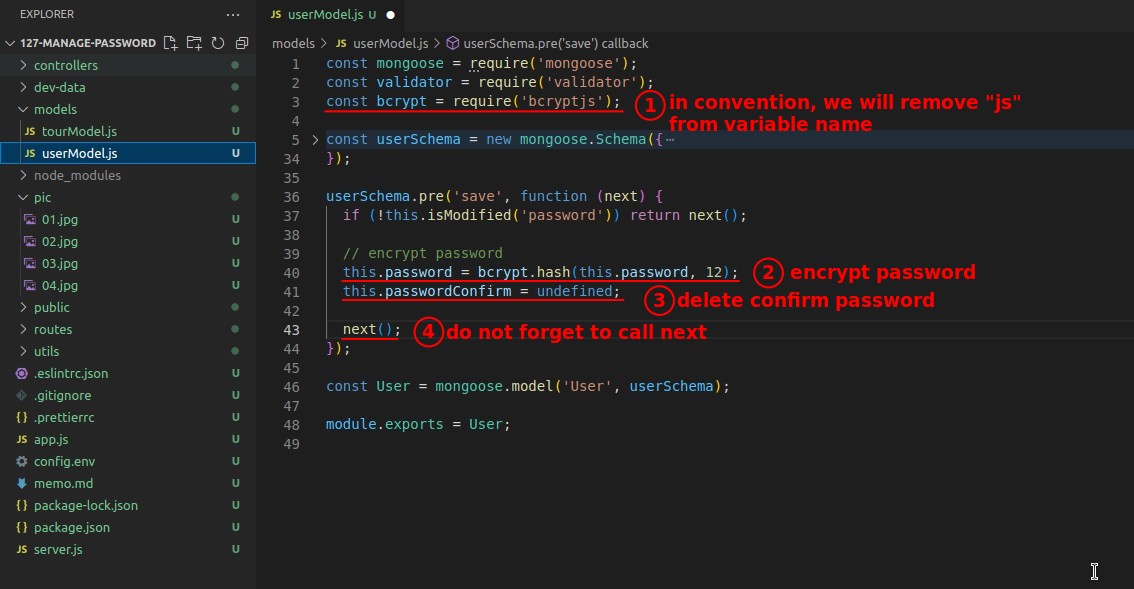 EXPLORER ...
127-MANAGE-PASSWORD
controllers
dev-data
models
JS tourModel.js U
JS userModel.js U
node_modules
pic
01.jpg U
02.jpg U
03.jpg U
04.jpg U
public
routes
utils
.eslintrc.json U
.gitignore U
{} .prettierrc U
JS app.js U
config.env U
memo.md U
{} package-lock.json U
{} package.json U
JS server.js U
JS userModel.js U
models > JS userModel.js > userSchema.pre('save') callback
1 const mongoose = require('mongoose');
2 const validator = require('validator');
3 const bcrypt = require('bcryptjs'); 1 in convention, we will remove "js"
4 from variable name
5 > const userSchema = new mongoose.Schema({⋯
34 });
35
36 userSchema.pre('save', function (next) {
37 if (!this.isModified('password')) return next();
38
39 // encrypt password
40 this.password = bcrypt.hash(this.password, 12); 2 encrypt password
41 this.passwordConfirm = undefined; 3 delete confirm password
42
43 next(); 4 do not forget to call next
44 });
45
46 const User = mongoose.model('User', userSchema);
47
48 module.exports = User;
49